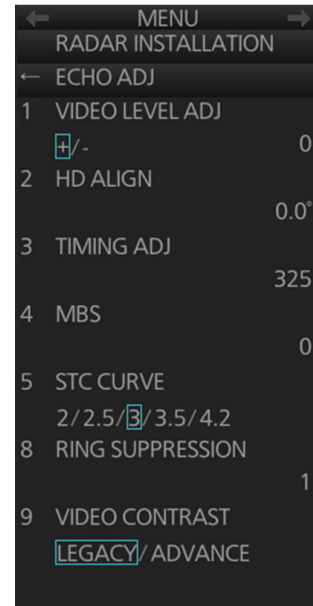 ← MENU →
RADAR INSTALLATION
← ECHO ADJ
1 VIDEO LEVEL ADJ
+/- 0
2 HD ALIGN
0.0°
3 TIMING ADJ
325
4 MBS
0
5 STC CURVE
2/2.5/3/3.5/4.2
8 RING SUPPRESSION
1
9 VIDEO CONTRAST
LEGACY/ADVANCE